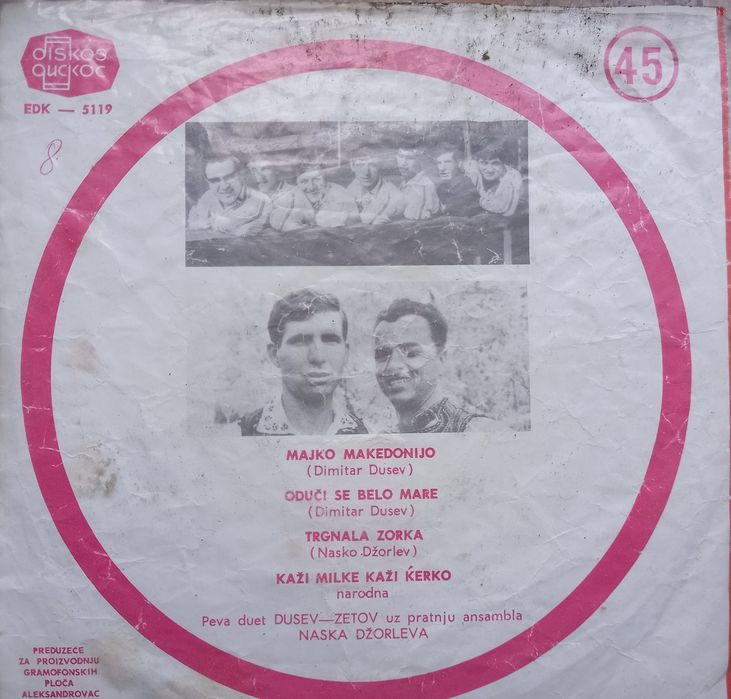 diskos
дискос
EDK — 5119
45
8
MAJKO MAKEDONIJO
(Dimitar Dusev)
ODUČI SE BELO MARE
(Dimitar Dusev)
TRGNALA ZORKA
(Nasko Džorlev)
KAŽI MILKE KAŽI ḰERKO
narodna
Peva duet DUSEV—ZETOV uz pratnju ansambla
NASKA DŽORLEVA
PREDUZEĆE
ZA PROIZVODNJU
GRAMOFONSKIH
PLOČA
ALEKSANDROVAC